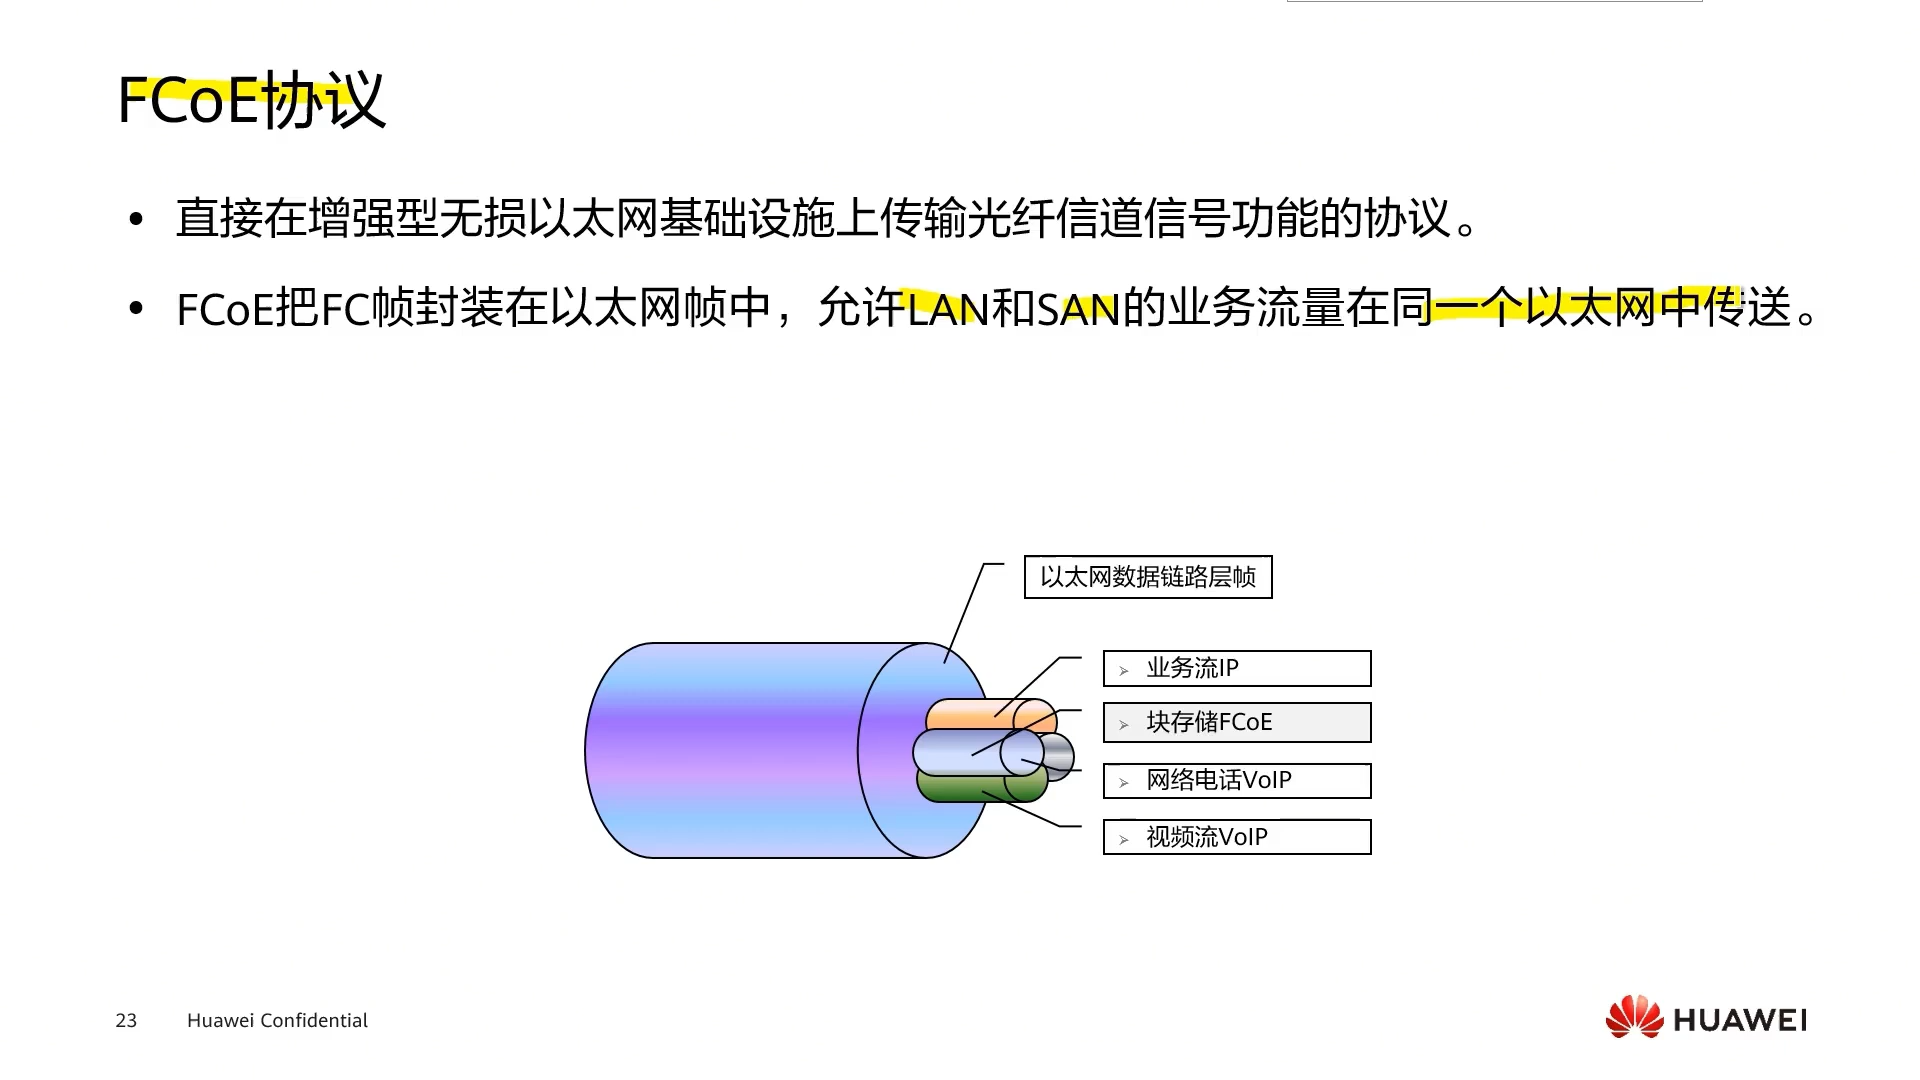 FCoE协议
• 直接在增强型无损以太网基础设施上传输光纤信道信号功能的协议。
• FCoE把FC帧封装在以太网帧中，允许LAN和SAN的业务流量在同一个以太网中传送。
以太网数据链路层帧
➢ 业务流IP
➢ 块存储FCoE
➢ 网络电话VoIP
➢ 视频流VoIP
23 Huawei Confidential
HUAWEI